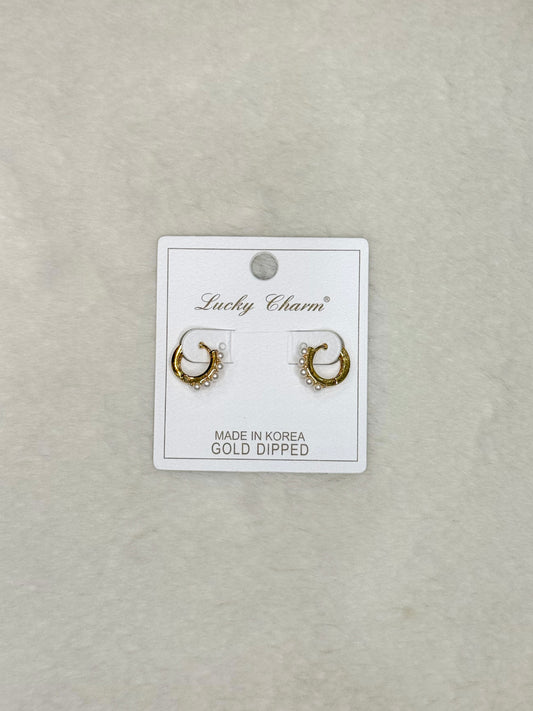 Lucky Charm®
MADE IN KOREA
GOLD DIPPED